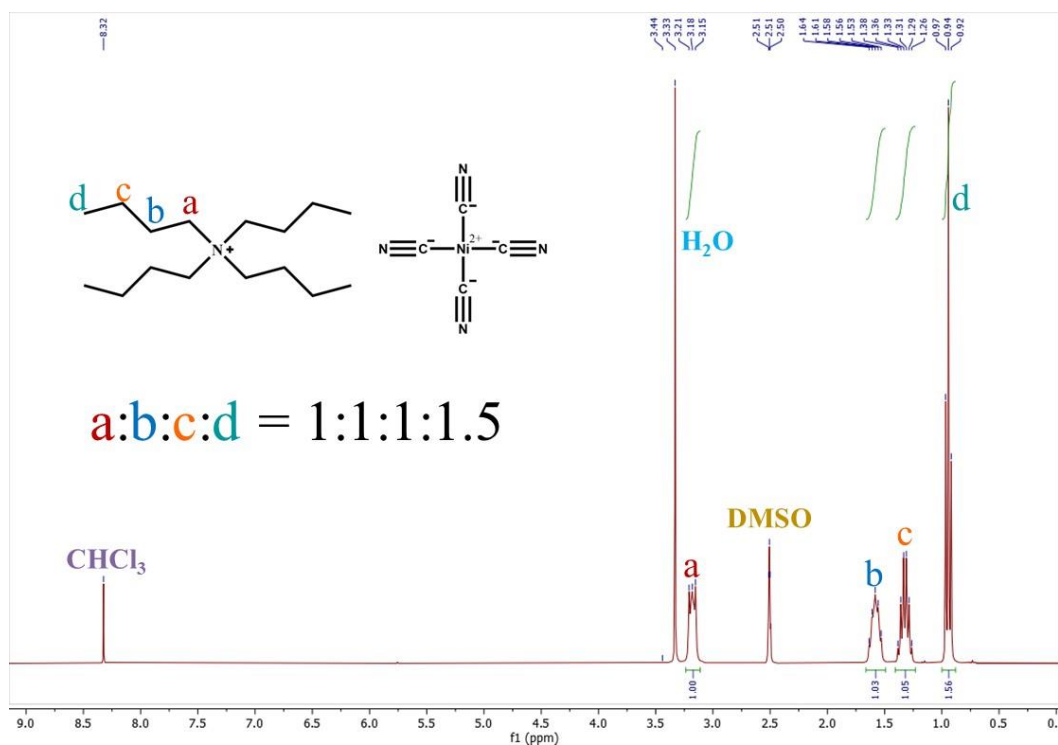 8.32
3.44
3.33
3.21
3.18
3.15
2.51
2.51
2.50
1.64
1.61
1.58
1.56
1.53
1.38
1.36
1.33
1.31
1.29
1.26
0.97
0.94
0.92
d
c
b
a
N+
N
C−
N C− Ni2+ −C N
C−
N
a:b:c:d = 1:1:1:1.5
CHCl3
H2O
a
DMSO
b
c
d
1.00
1.03
1.05
1.56
9.0 8.5 8.0 7.5 7.0 6.5 6.0 5.5 5.0 4.5 4.0 3.5 3.0 2.5 2.0 1.5 1.0 0.5 0.
f1 (ppm)